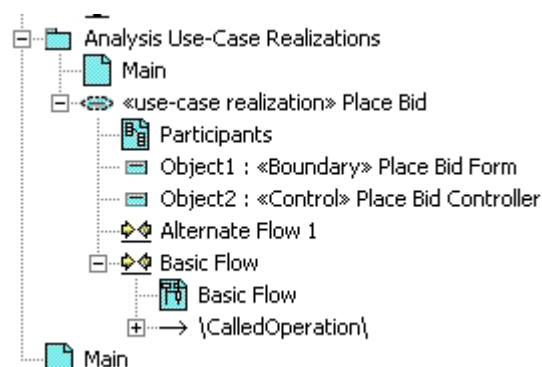 Analysis Use-Case Realizations
Main
«use-case realization» Place Bid
Participants
Object1 : «Boundary» Place Bid Form
Object2 : «Control» Place Bid Controller
Alternate Flow 1
Basic Flow
Basic Flow
\CalledOperation\
Main